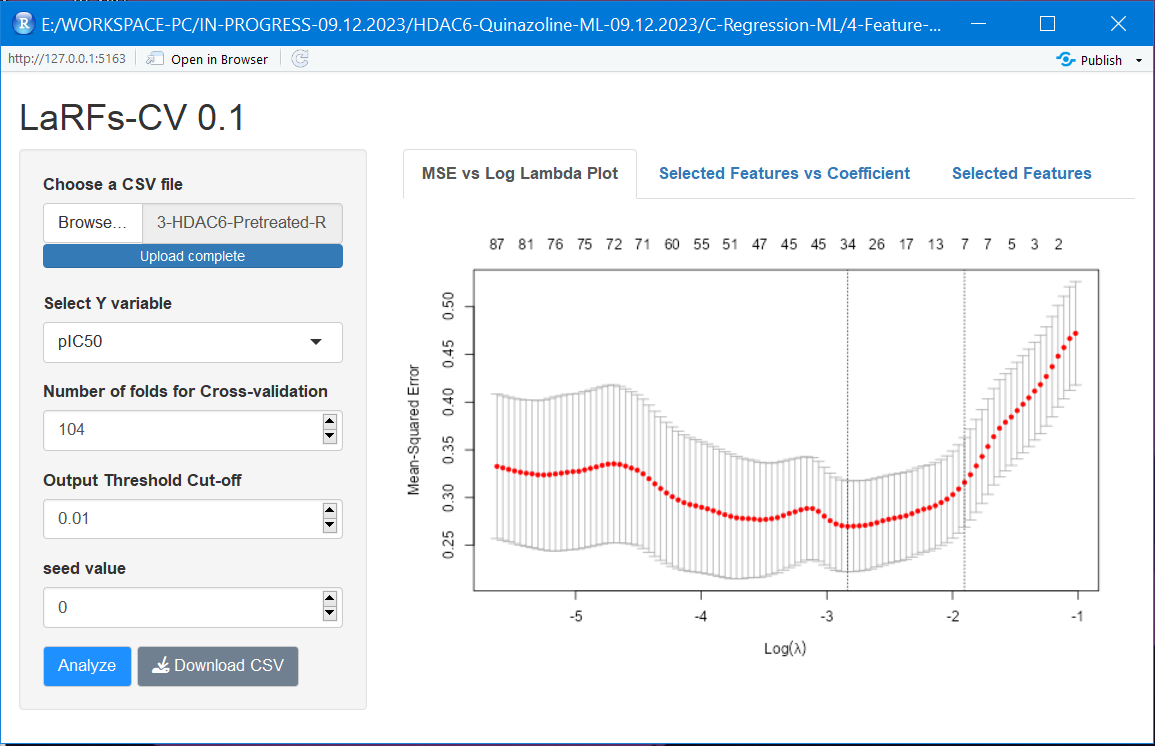 E:/WORKSPACE-PC/IN-PROGRESS-09.12.2023/HDAC6-Quinazoline-ML-09.12.2023/C-Regression-ML/4-Feature-...
http://127.0.0.1:5163 Open in Browser Publish
LaRFs-CV 0.1
Choose a CSV file
Browse... 3-HDAC6-Pretreated-R
Upload complete
Select Y variable
pIC50
Number of folds for Cross-validation
104
Output Threshold Cut-off
0.01
seed value
0
Analyze Download CSV
MSE vs Log Lambda Plot Selected Features vs Coefficient Selected Features
87 81 76 75 72 71 60 55 51 47 45 45 34 26 17 13 7 7 5 3 2
Mean-Squared Error
0.50
0.45
0.40
0.35
0.30
0.25
-5 -4 -3 -2 -1
Log(λ)